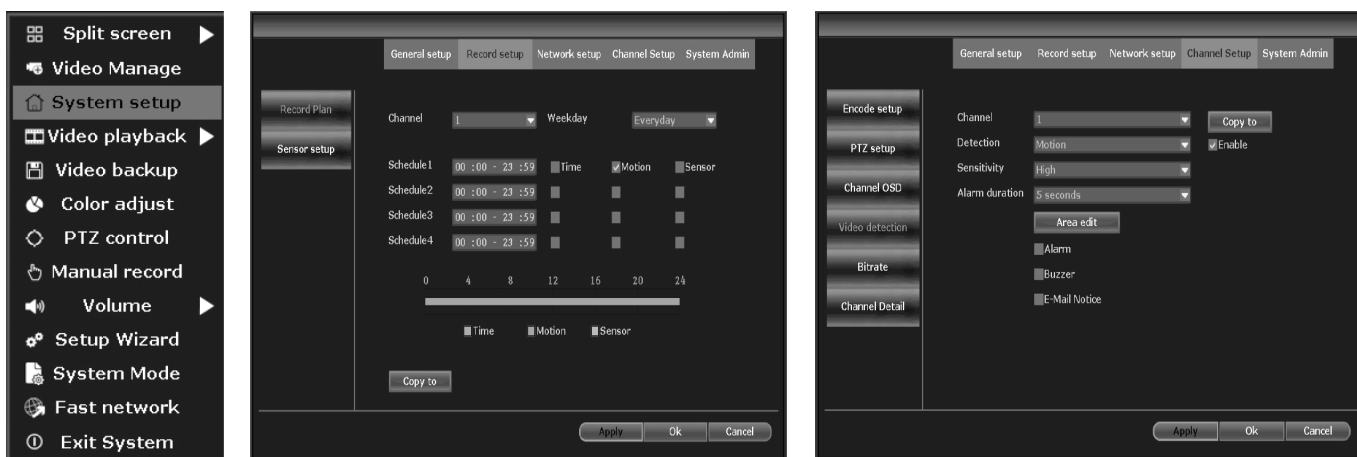 Split screen
Video Manage
System setup
Video playback
Video backup
Color adjust
PTZ control
Manual record
Volume
Setup Wizard
System Mode
Fast network
Exit System
General setup Record setup Network setup Channel Setup System Admin
Record Plan
Sensor setup
Channel 1 Weekday Everyday
Schedule1 00 :00 - 23 :59 Time Motion Sensor
Schedule2 00 :00 - 23 :59
Schedule3 00 :00 - 23 :59
Schedule4 00 :00 - 23 :59
0 4 8 12 16 20 24
Time Motion Sensor
Copy to
Apply Ok Cancel
General setup Record setup Network setup Channel Setup System Admin
Encode setup
PTZ setup
Channel OSD
Video detection
Bitrate
Channel Detail
Channel 1 Copy to
Detection Motion Enable
Sensitivity High
Alarm duration 5 seconds
Area edit
Alarm
Buzzer
E-Mail Notice
Apply Ok Cancel